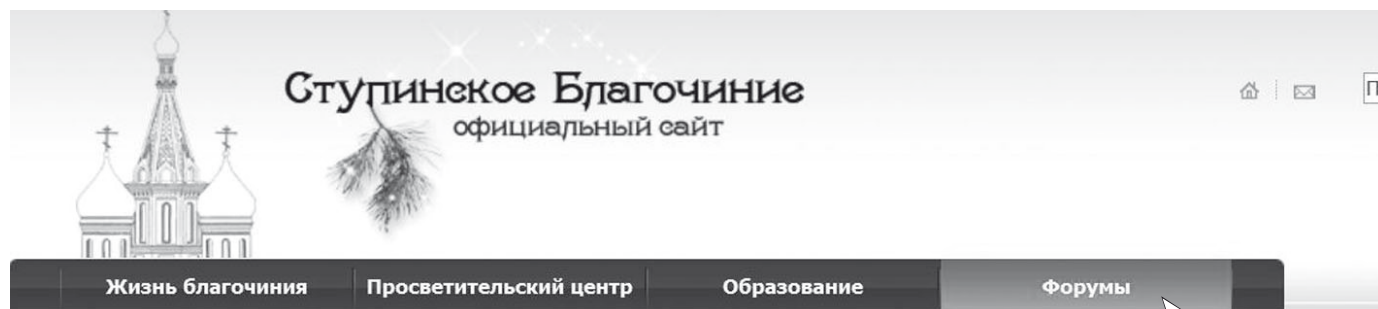 Ступинское Благочиние
официальный сайт
Жизнь благочиния Просветительский центр Образование Форумы